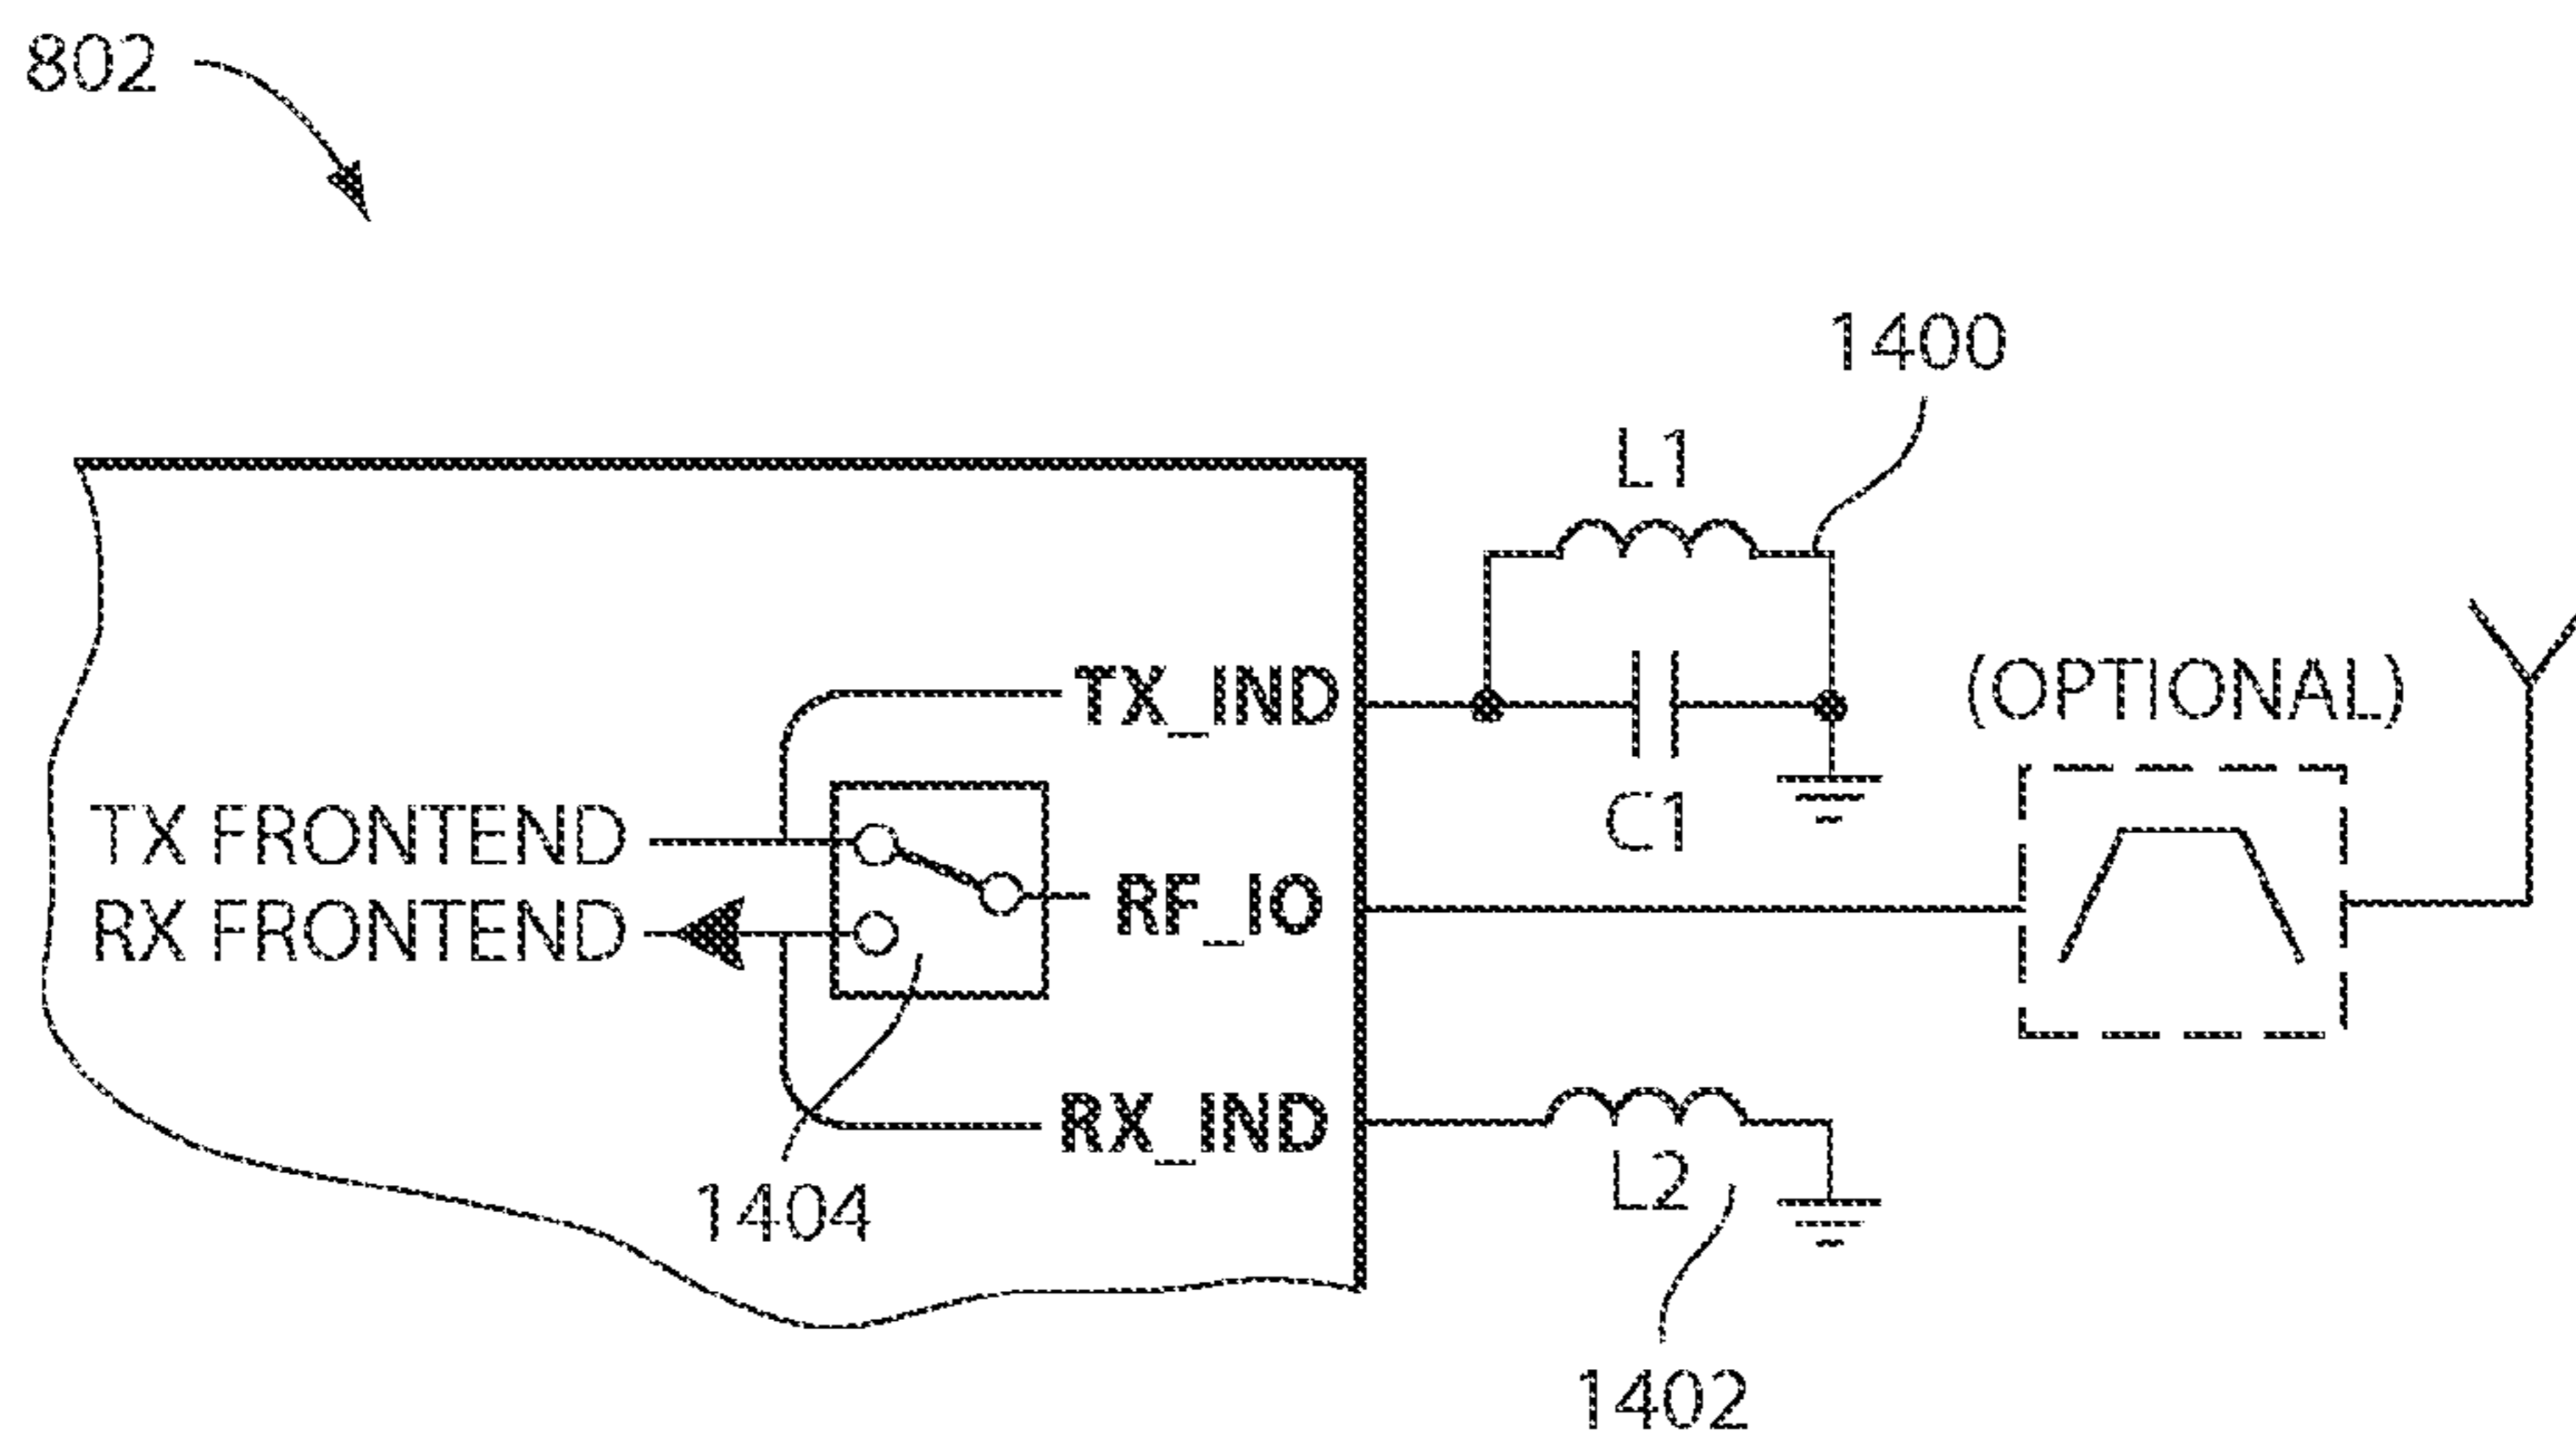 802
1400
L1
TX_IND
(OPTIONAL)
C1
TX FRONTEND
RF_IO
RX FRONTEND
RX_IND
L2
1404
1402